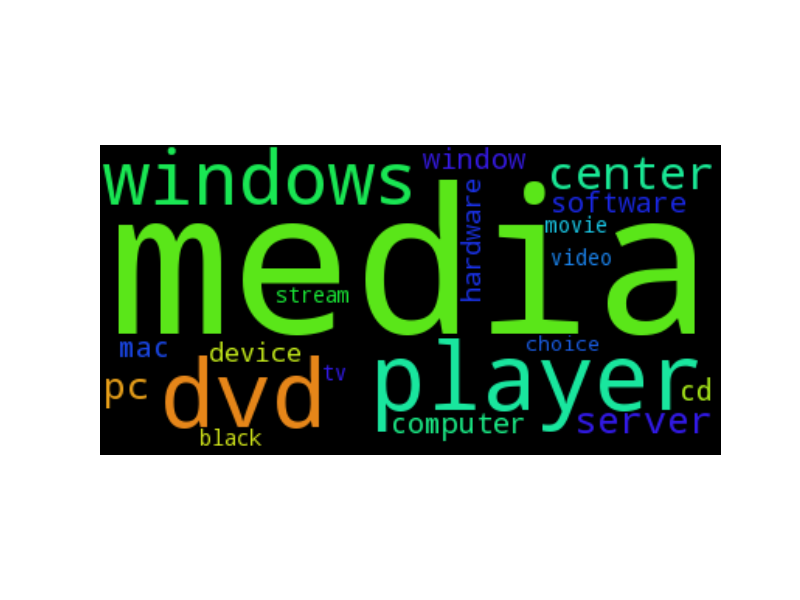 windows
window
center
software
hardware
movie
media
video
stream
mac
device
choice
pc
dvd
tv
player
cd
computer
server
black